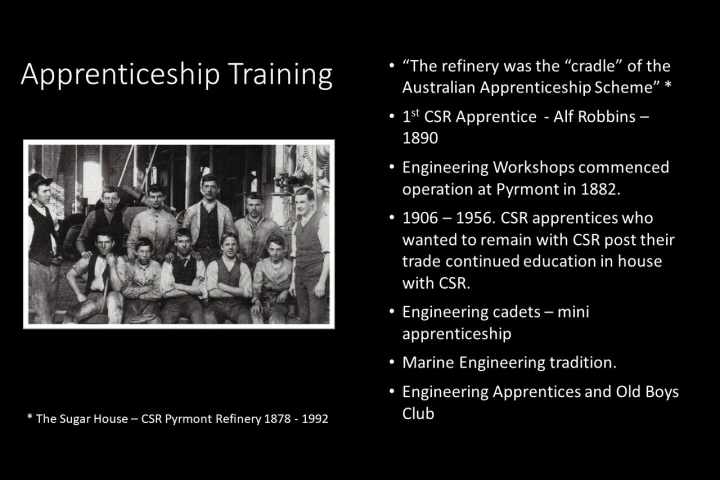 Apprenticeship Training
• “The refinery was the “cradle” of the
Australian Apprenticeship Scheme” *
• 1st CSR Apprentice - Alf Robbins –
1890
• Engineering Workshops commenced
operation at Pyrmont in 1882.
• 1906 – 1956. CSR apprentices who
wanted to remain with CSR post their
trade continued education in house
with CSR.
• Engineering cadets – mini
apprenticeship
• Marine Engineering tradition.
• Engineering Apprentices and Old Boys
Club
* The Sugar House – CSR Pyrmont Refinery 1878 - 1992